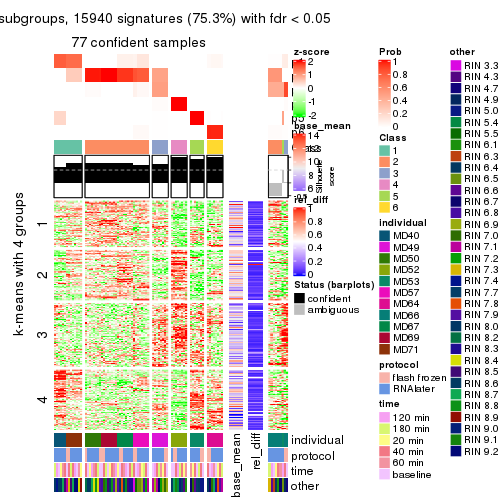 subgroups, 15940 signatures (75.3%) with fdr < 0.05
77 confident samples
k-means with 4 groups
1
2
3
4
base_mean
rel_diff
individual
protocol
time
other
z-score
2
1
0
-1
-2
base_mean
14
12
10
8
6
Silhouette
score
rel_diff
1
0.8
0.6
0.4
0.2
0
Status (barplots)
confident
ambiguous
Prob
1
0.8
0.6
0.4
0.2
0
Class
1
2
3
4
5
6
individual
MD40
MD49
MD50
MD52
MD53
MD57
MD64
MD66
MD67
MD69
MD71
protocol
flash frozen
RNAlater
time
120 min
180 min
20 min
40 min
60 min
baseline
other
RIN 3.3
RIN 4.3
RIN 4.7
RIN 4.9
RIN 5.0
RIN 5.4
RIN 5.5
RIN 6.1
RIN 6.3
RIN 6.4
RIN 6.5
RIN 6.6
RIN 6.7
RIN 6.8
RIN 6.9
RIN 7.0
RIN 7.1
RIN 7.2
RIN 7.3
RIN 7.4
RIN 7.7
RIN 7.8
RIN 7.9
RIN 8.0
RIN 8.2
RIN 8.3
RIN 8.4
RIN 8.5
RIN 8.6
RIN 8.7
RIN 8.8
RIN 8.9
RIN 9.0
RIN 9.1
RIN 9.2